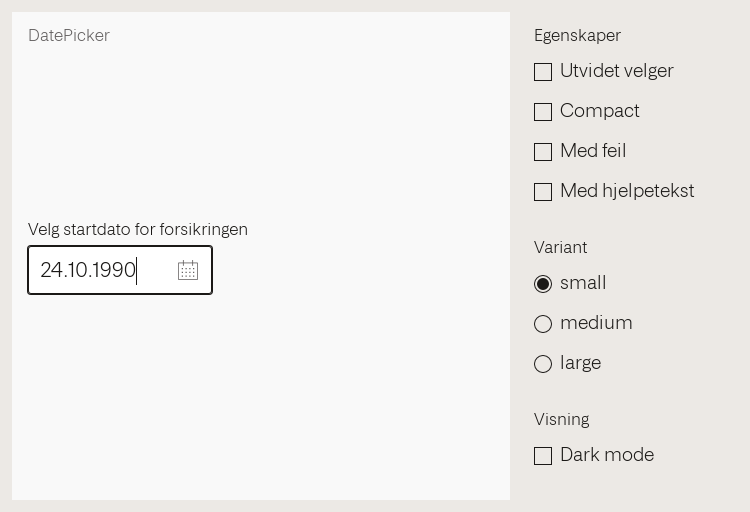 DatePicker
Velg startdato for forsikringen
24.10.1990
Egenskaper
Utvidet velger
Compact
Med feil
Med hjelpetekst
Variant
small
medium
large
Visning
Dark mode